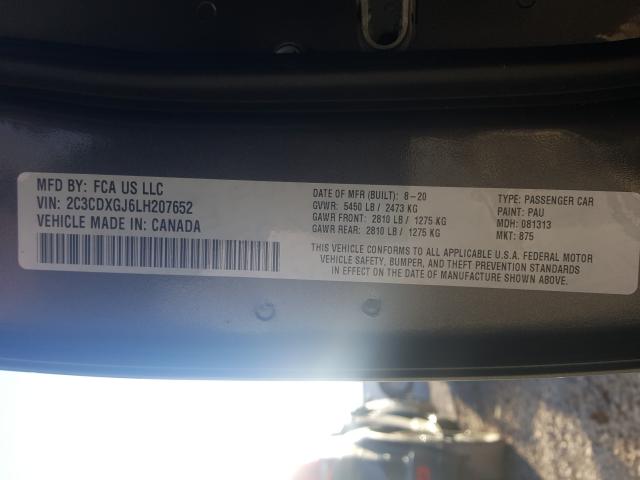 MFD BY: FCA US LLC
VIN: 2C3CDXGJ6LH207652
VEHICLE MADE IN: CANADA
DATE OF MFR (BUILT): 8-20
GVWR: 5450 LB / 2473 KG
GAWR FRONT: 2810 LB / 1275 KG
GAWR REAR: 2810 LB / 1275 KG
TYPE: PASSENGER CAR
PAINT: PAU
MDH: 081313
MKT: 875
THIS VEHICLE CONFORMS TO ALL APPLICABLE U.S.A. FEDERAL MOTOR
VEHICLE SAFETY, BUMPER, AND THEFT PREVENTION STANDARDS
IN EFFECT ON THE DATE OF MANUFACTURE SHOWN ABOVE.